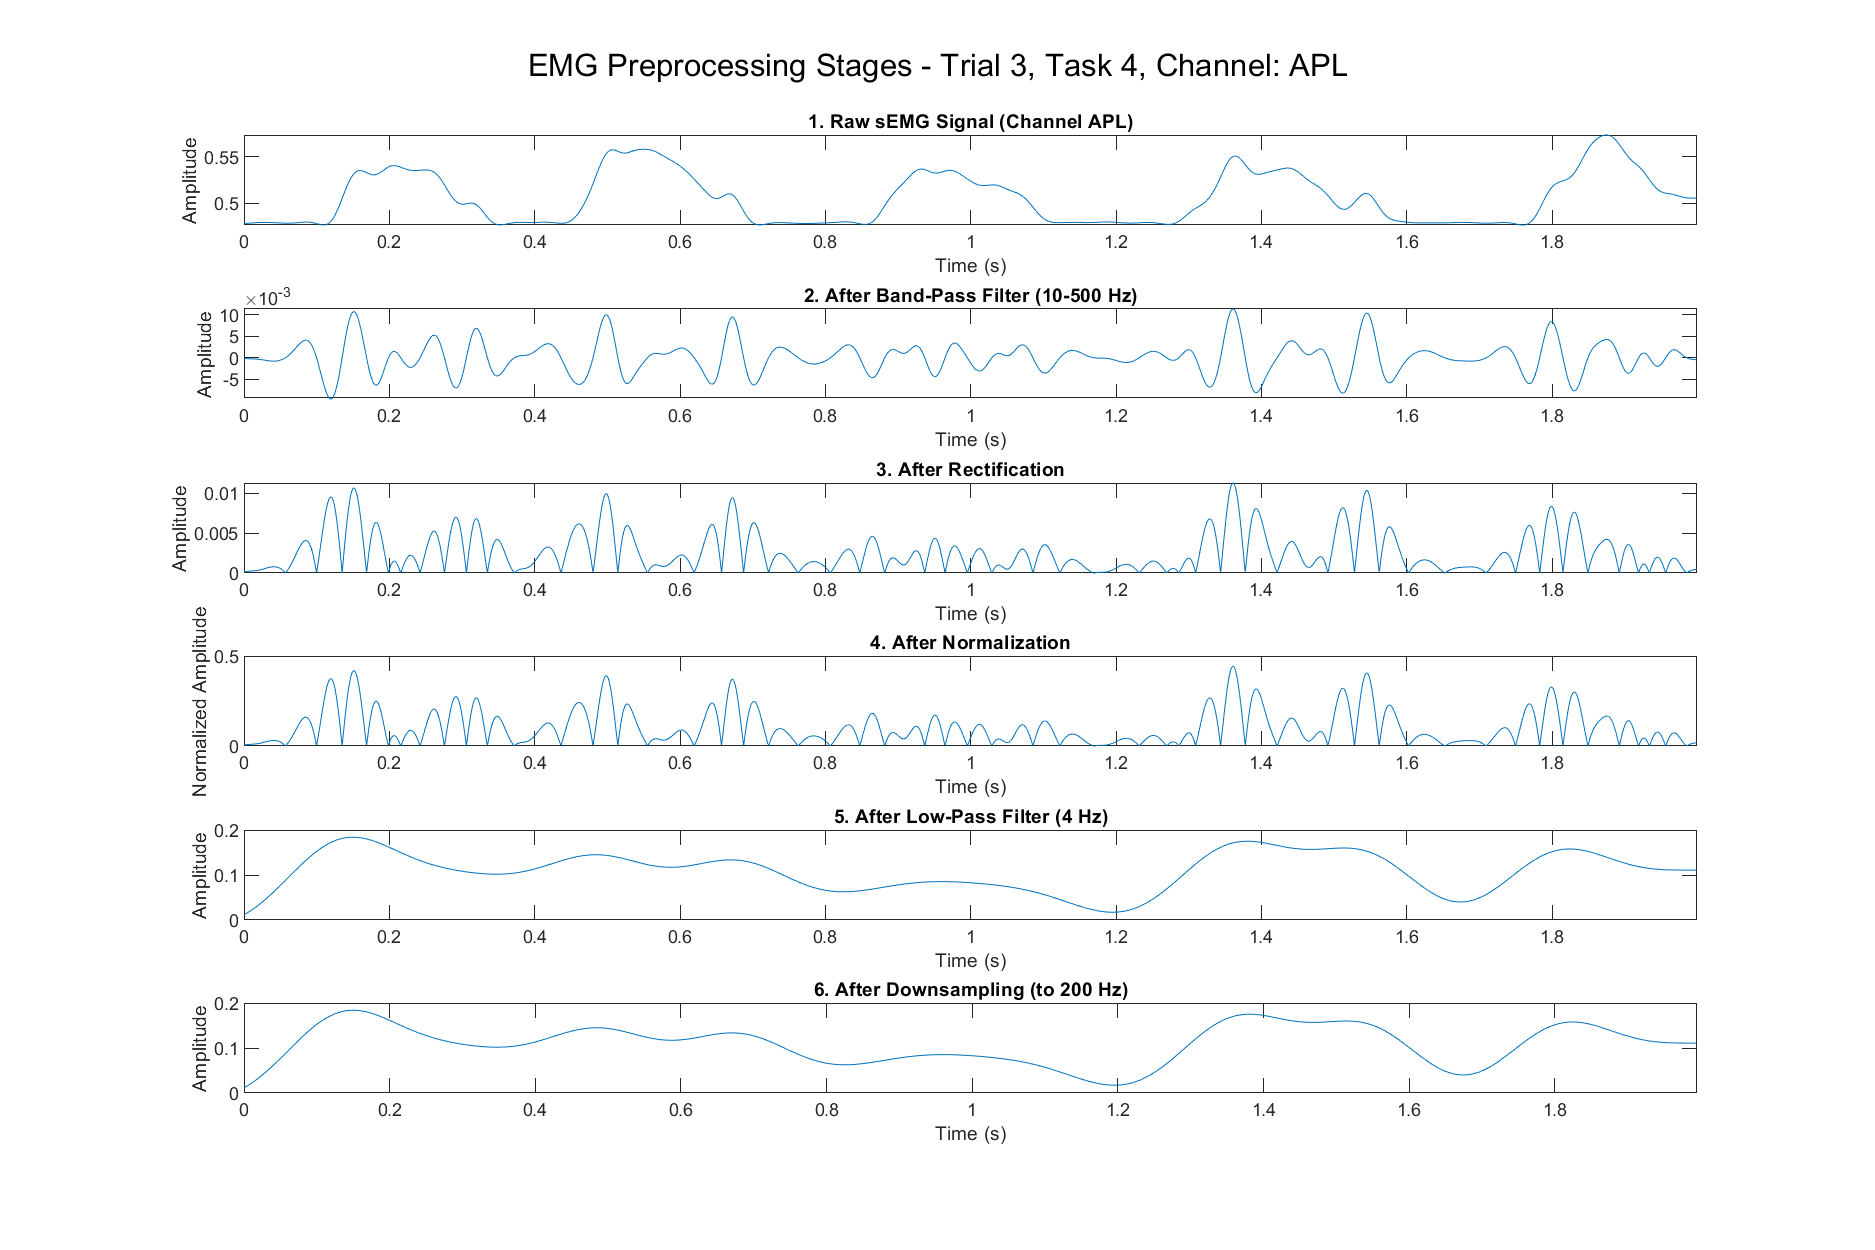 EMG Preprocessing Stages - Trial 3, Task 4, Channel: APL
1. Raw sEMG Signal (Channel APL)
Amplitude
0.55
0.5
0 0.2 0.4 0.6 0.8 1 1.2 1.4 1.6 1.8
Time (s)
2. After Band-Pass Filter (10-500 Hz)
×10-3
Amplitude
10
5
0
-5
0 0.2 0.4 0.6 0.8 1 1.2 1.4 1.6 1.8
Time (s)
3. After Rectification
Amplitude
0.01
0.005
0
0 0.2 0.4 0.6 0.8 1 1.2 1.4 1.6 1.8
Time (s)
4. After Normalization
Normalized Amplitude
0.5
0
0 0.2 0.4 0.6 0.8 1 1.2 1.4 1.6 1.8
Time (s)
5. After Low-Pass Filter (4 Hz)
Amplitude
0.2
0.1
0
0 0.2 0.4 0.6 0.8 1 1.2 1.4 1.6 1.8
Time (s)
6. After Downsampling (to 200 Hz)
Amplitude
0.2
0.1
0
0 0.2 0.4 0.6 0.8 1 1.2 1.4 1.6 1.8
Time (s)